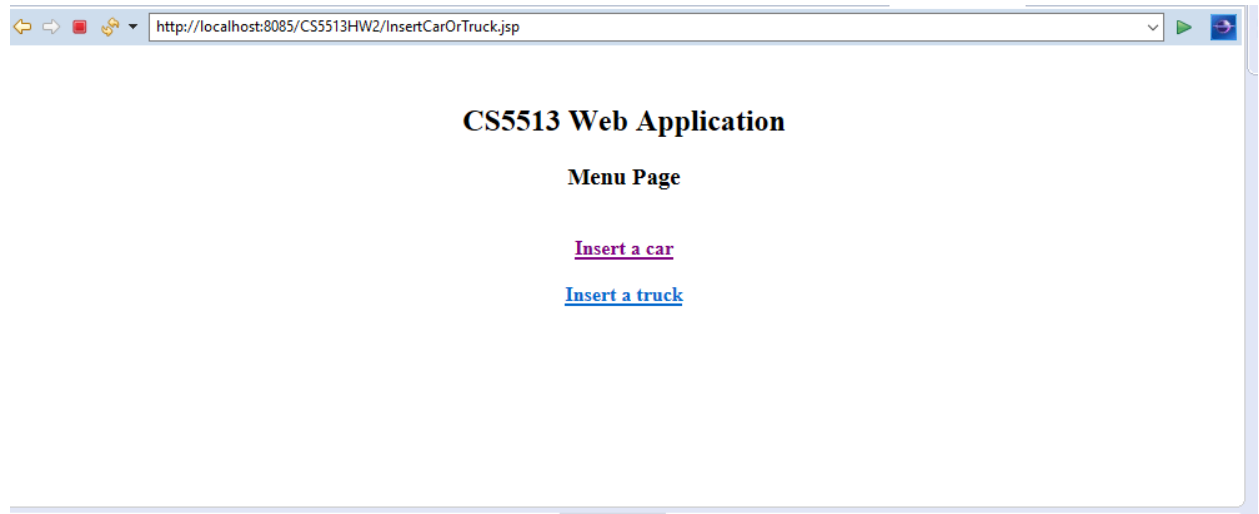 http://localhost:8085/CS5513HW2/InsertCarOrTruck.jsp
CS5513 Web Application
Menu Page
Insert a car
Insert a truck